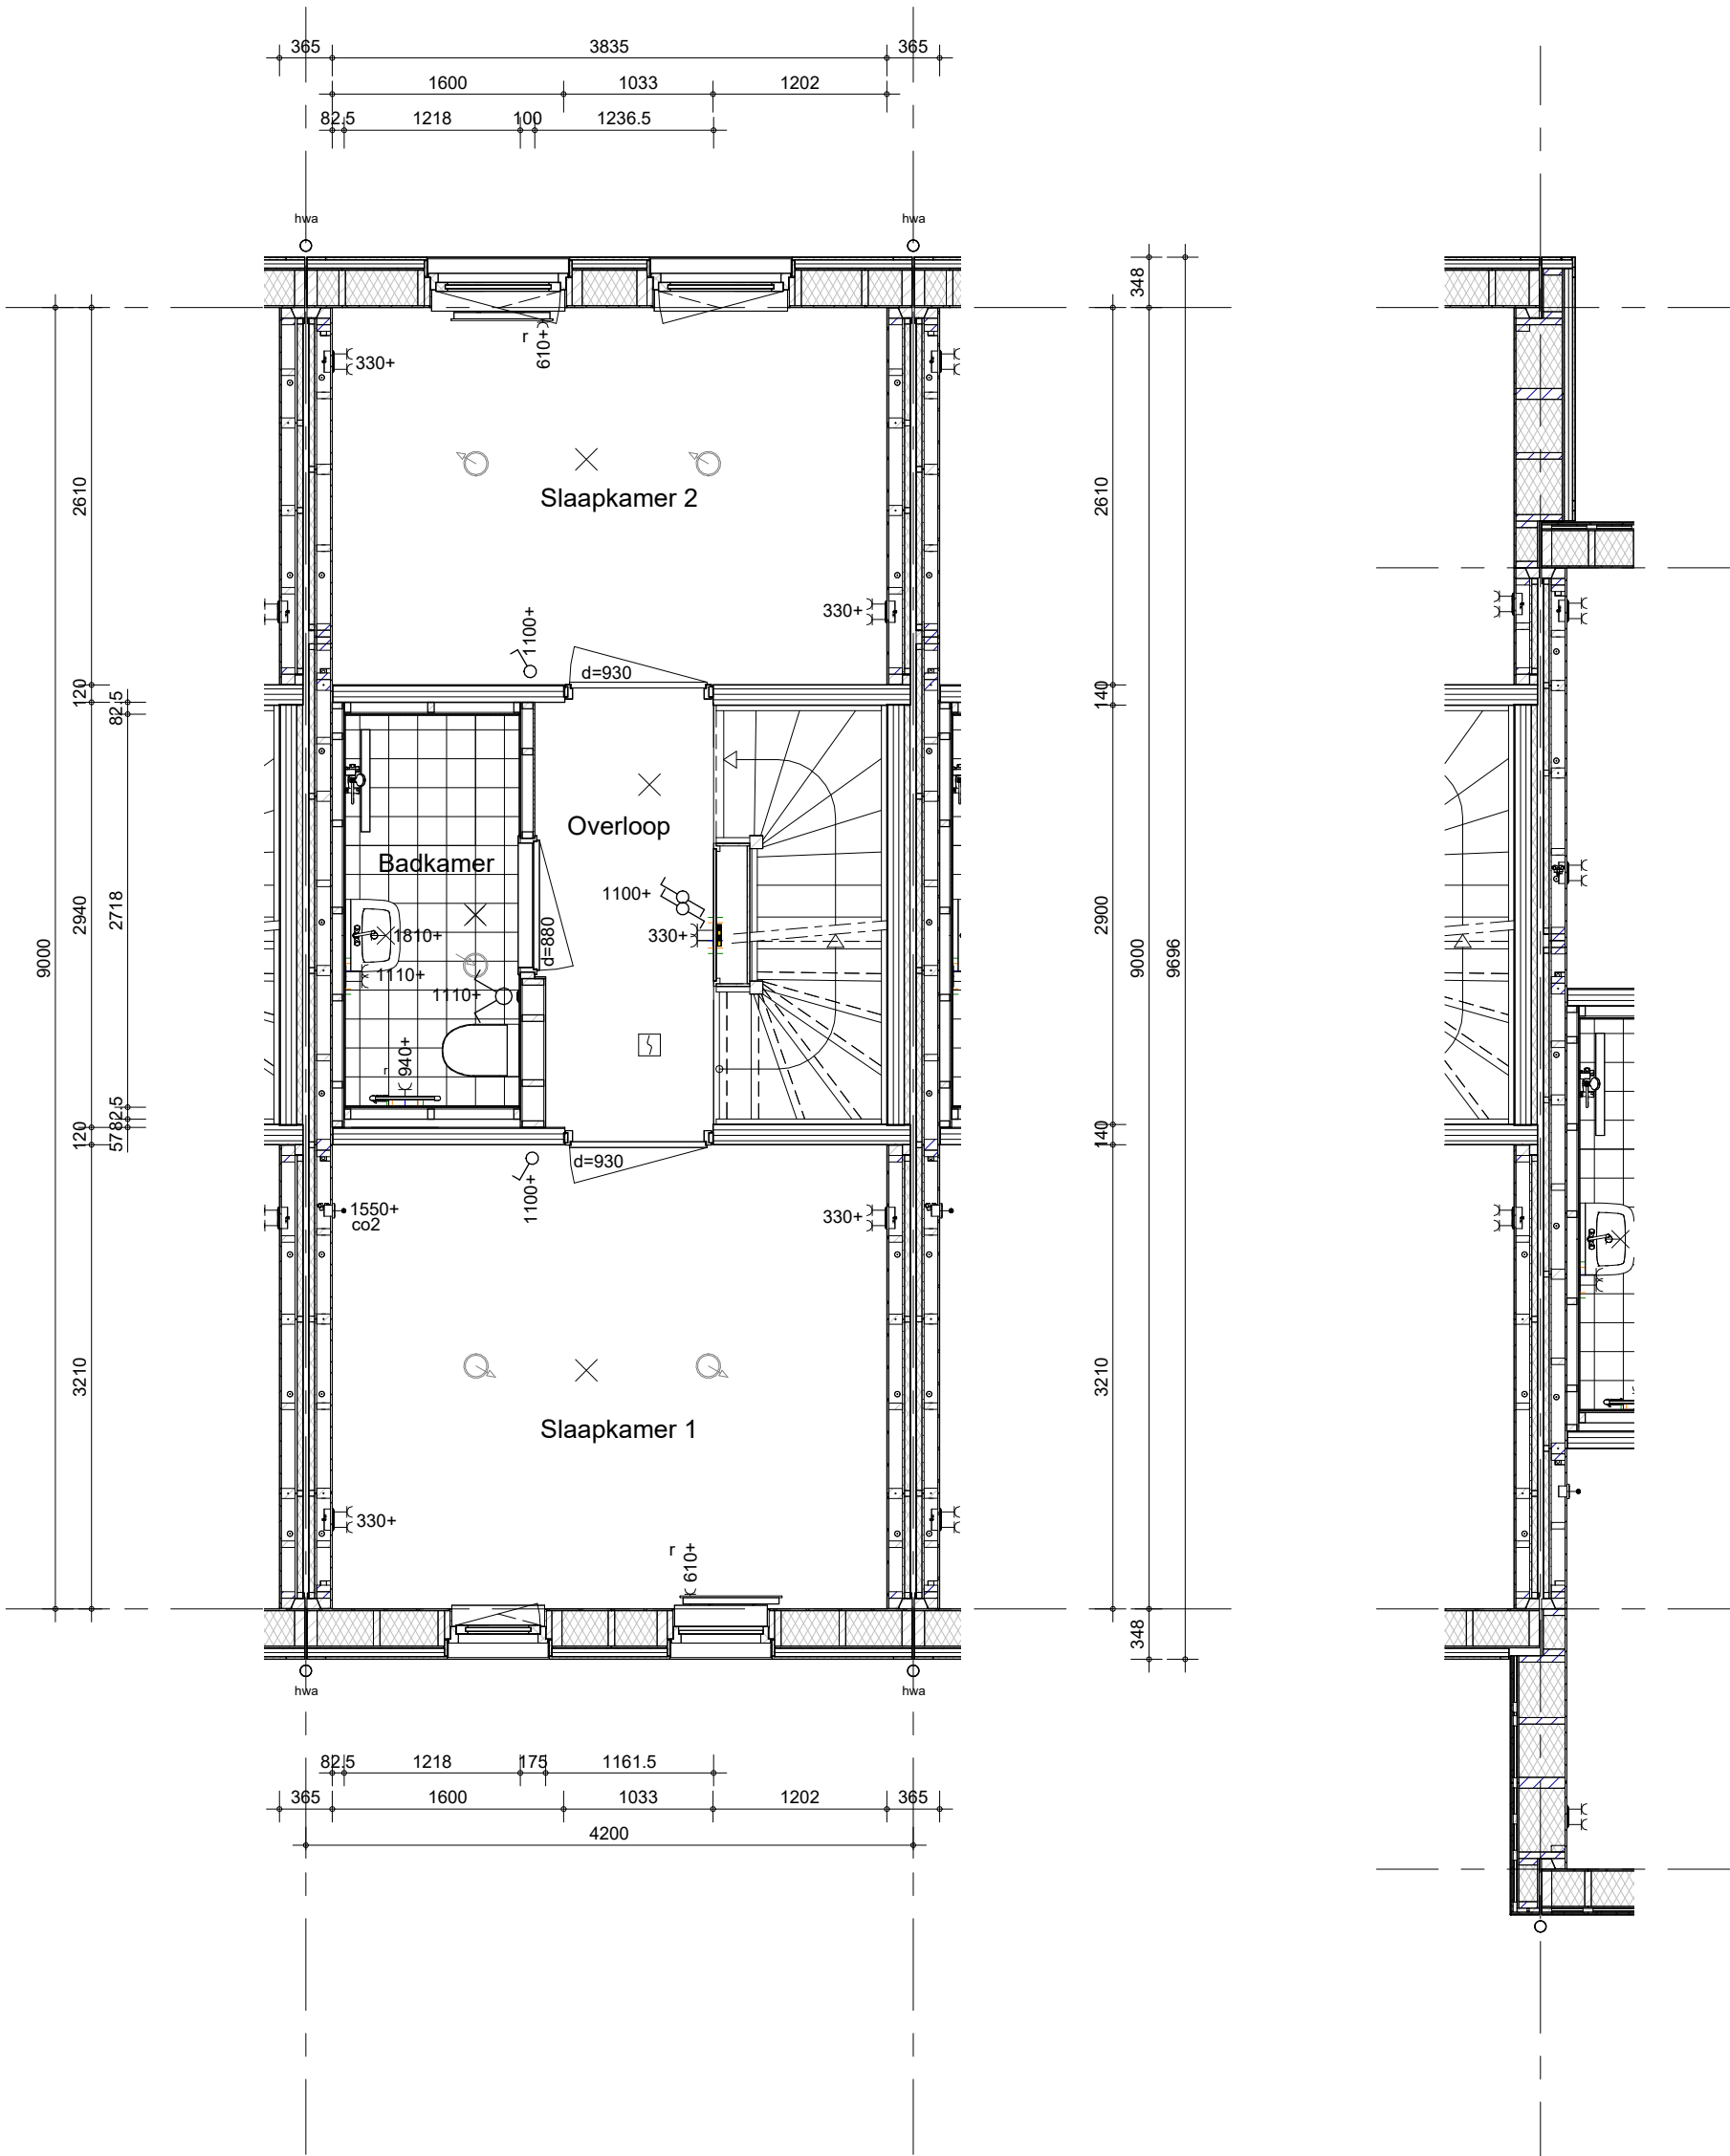 365 3835 365
1600 1033 1202
82.5 1218 100 1236.5
hwa hwa
348
r 610+
330+
2610 2610
Slaapkamer 2
1100+ 330+
d=930
120 82.5 140
Overloop
Badkamer
1100+
9000 2940 2718 2900 9000 9696
330+
d=880
1810+
1110+
1110+
940+
r
120 57 82.5 140
d=930
1100+
1550+
co2
330+
3210 3210
Slaapkamer 1
330+
r 610+
348
hwa hwa
82.5 1218 175 1161.5
365 1600 1033 1202 365
4200